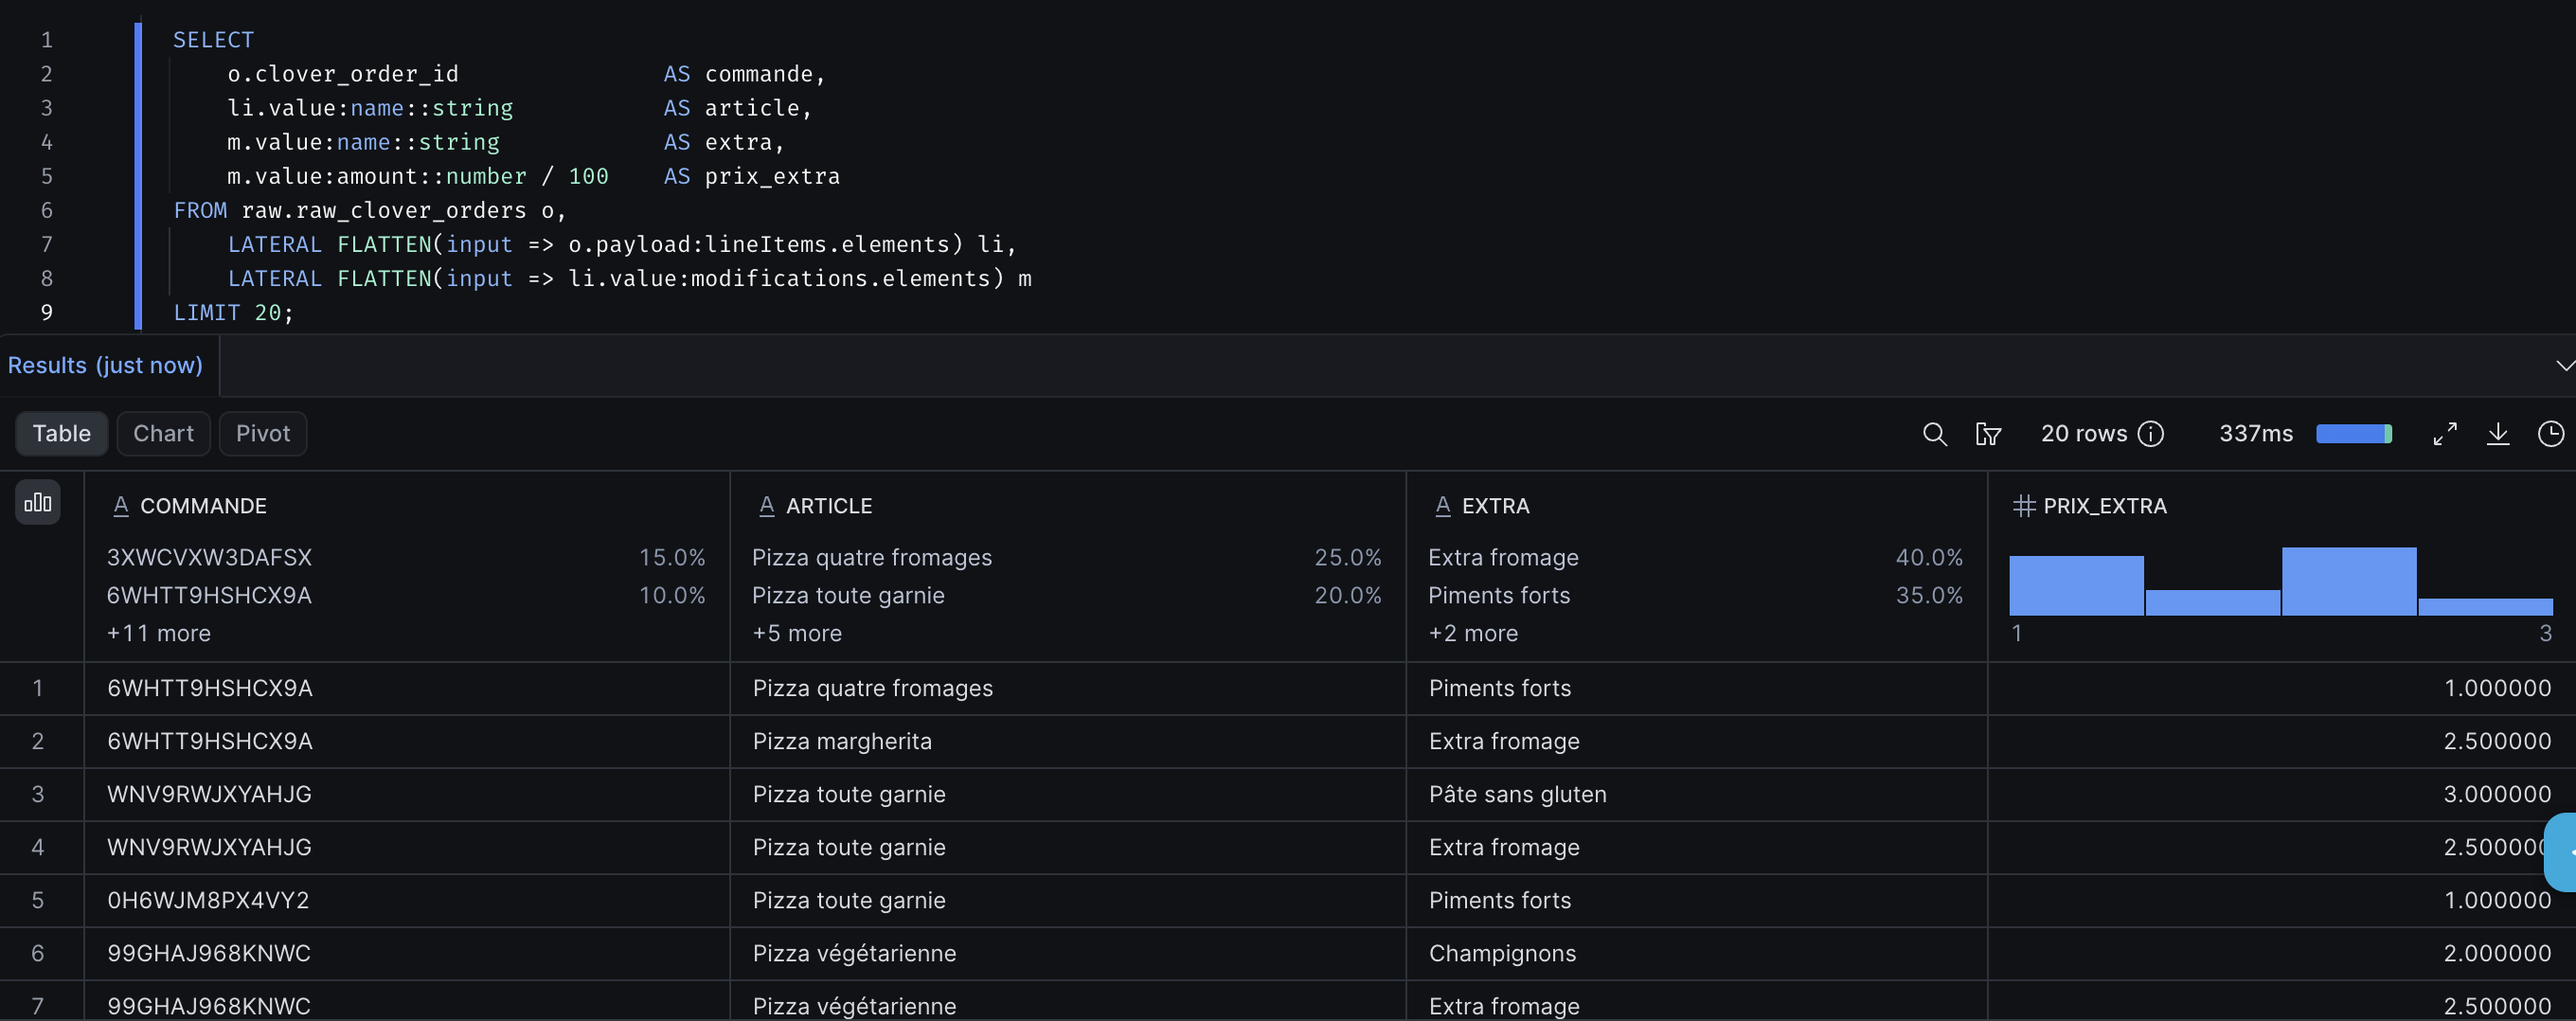 1 SELECT
2 o.clover_order_id AS commande,
3 li.value:name::string AS article,
4 m.value:name::string AS extra,
5 m.value:amount::number / 100 AS prix_extra
6 FROM raw.raw_clover_orders o,
7 LATERAL FLATTEN(input => o.payload:lineItems.elements) li,
8 LATERAL FLATTEN(input => li.value:modifications.elements) m
9 LIMIT 20;
Results (just now)
Table Chart Pivot 20 rows 337ms
A COMMANDE A ARTICLE A EXTRA # PRIX_EXTRA
3XWCVXW3DAFSX 15.0% Pizza quatre fromages 25.0% Extra fromage 40.0%
6WHTT9HSHCX9A 10.0% Pizza toute garnie 20.0% Piments forts 35.0%
+11 more +5 more +2 more 1 3
1 6WHTT9HSHCX9A Pizza quatre fromages Piments forts 1.000000
2 6WHTT9HSHCX9A Pizza margherita Extra fromage 2.500000
3 WNV9RWJXYAHJG Pizza toute garnie Pâte sans gluten 3.000000
4 WNV9RWJXYAHJG Pizza toute garnie Extra fromage 2.500000
5 0H6WJM8PX4VY2 Pizza toute garnie Piments forts 1.000000
6 99GHAJ968KNWC Pizza végétarienne Champignons 2.000000
7 99GHAJ968KNWC Pizza végétarienne Extra fromage 2.500000